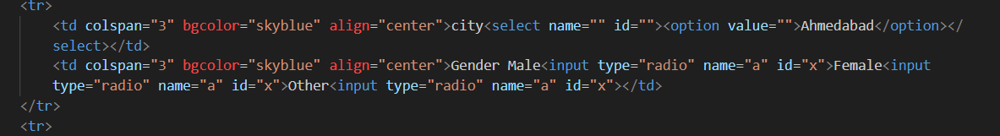 <tr>
<td colspan="3" bgcolor="skyblue" align="center">city<select name="" id=""><option value="">Ahmedabad</option></
select></td>
<td colspan="3" bgcolor="skyblue" align="center">Gender Male<input type="radio" name="a" id="x">Female<input
type="radio" name="a" id="x">Other<input type="radio" name="a" id="x"></td>
</tr>
<tr>